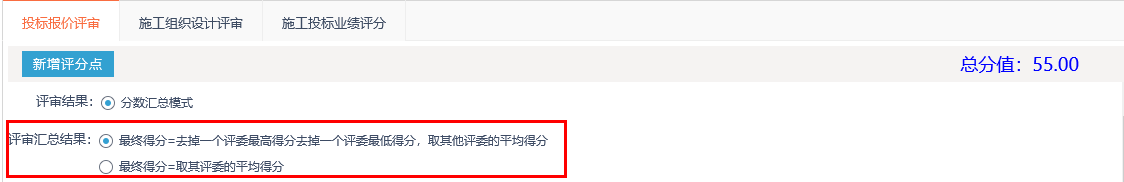 投标报价评审 施工组织设计评审 施工投标业绩评分
新增评分点 总分值：55.00
评审结果： 分数汇总模式
评审汇总结果： 最终得分=去掉一个评委最高得分去掉一个评委最低得分，取其他评委的平均得分
最终得分=取其评委的平均得分